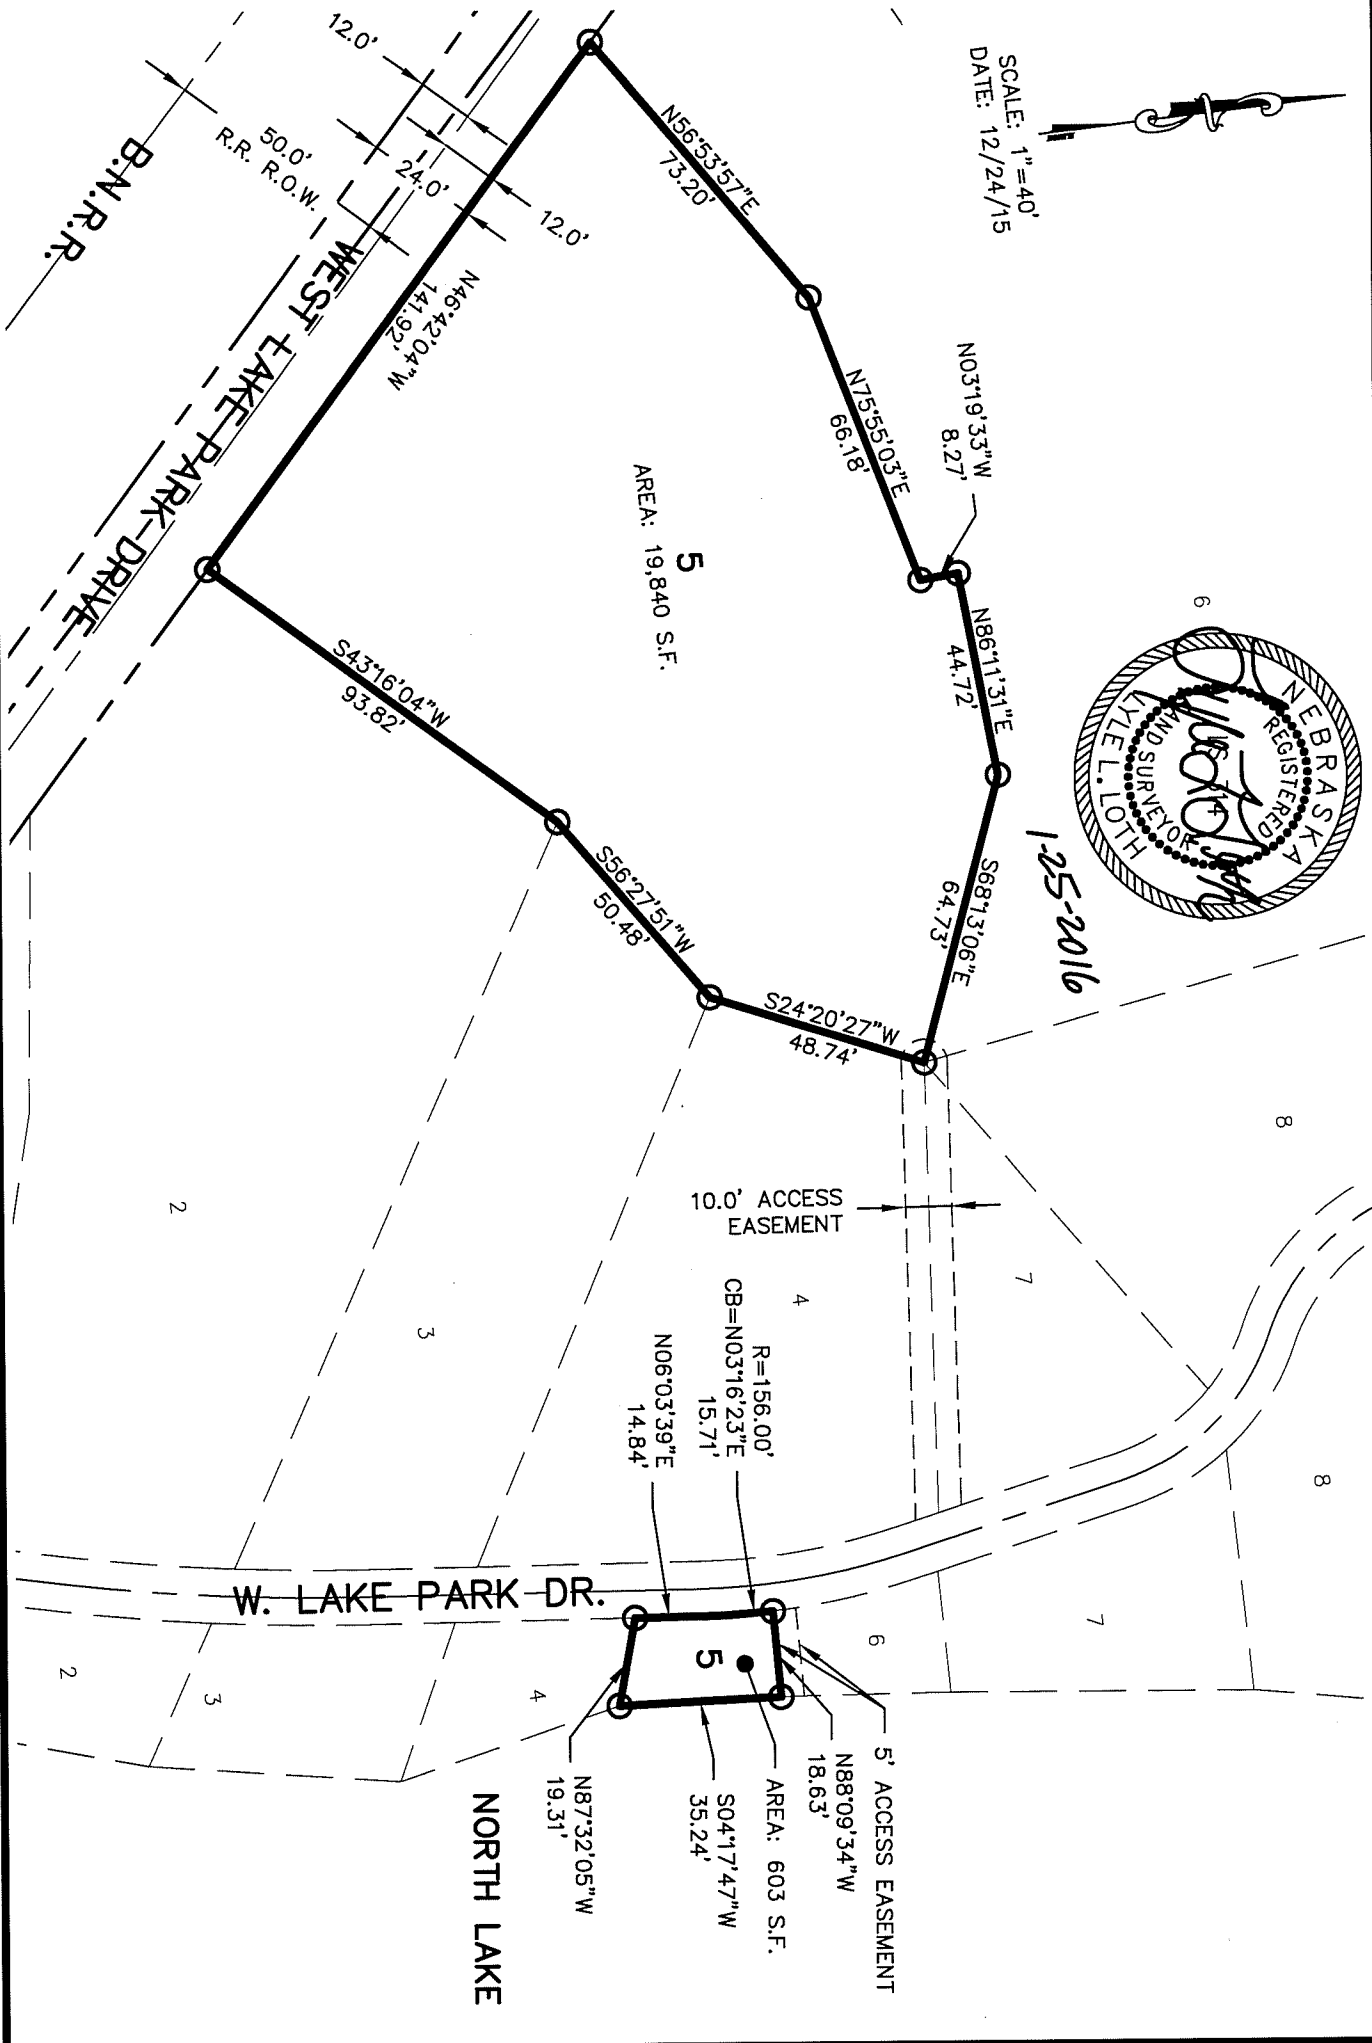 SCALE: 1"=40'
DATE: 12/24/15
NEBRASKA
REGISTERED
LAND SURVEYOR
KYLE L. LOTH
1-25-2016
12.0'
50.0'
R.R. R.O.W.
24.0'
12.0'
B.N.R.R.
WEST LAKE PARK DRIVE
N56°53'57"E
73.20'
N46°42'04"W
141.92'
N75°55'03"E
66.18'
N03°19'33"W
8.27'
N86°11'31"E
44.72'
S68°13'06"E
64.73'
5
AREA: 19,840 S.F.
S43°16'04"W
93.82'
S56°27'51"W
50.48'
S24°20'27"W
48.74'
6
8
10.0' ACCESS
EASEMENT
7
4
3
2
R=156.00'
CB=N03°16'23"E
15.71'
N06°03'39"E
14.84'
8
W. LAKE PARK DR.
7
6
5
4
3
2
5' ACCESS EASEMENT
N88°09'34"W
18.63'
AREA: 603 S.F.
S04°17'47"W
35.24'
N87°32'05"W
19.31'
NORTH LAKE